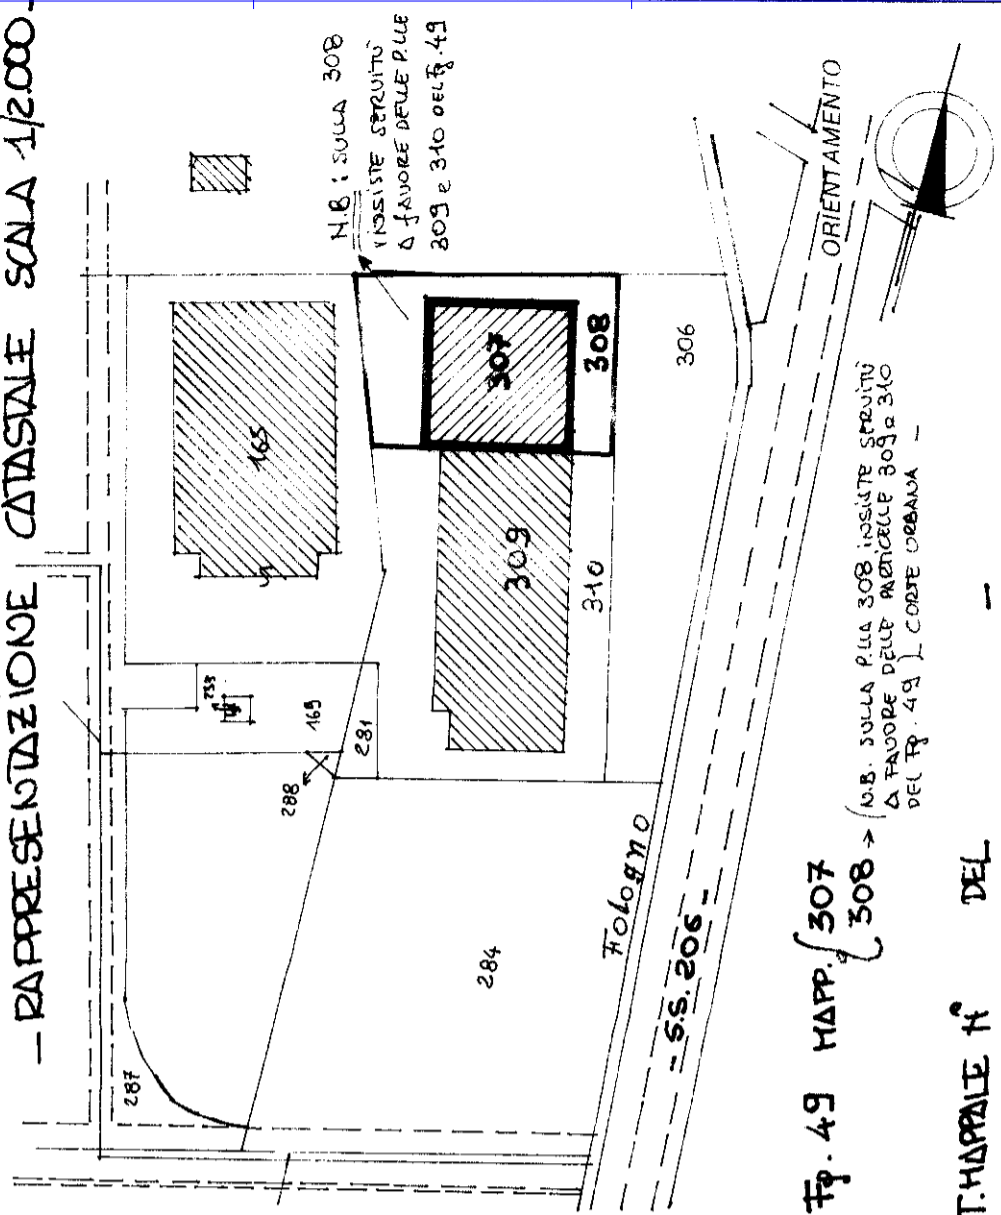 - RAPPRESENTAZIONE CATASTALE SCALA 1/2.000 -
N.B : SULLA 308
INSISTE SERVITÙ
A FAVORE DELLE P.LLE
309 e 310 DEL Fg. 49
165
307
308
309
310
306
169
281
288
287
284
Fologno
- S.S. 206 -
ORIENTAMENTO
Fg. 49 MAPP. { 307
308 → (N.B. SULLA P.LLA 308 INSISTE SERVITÙ
A FAVORE DELLE PARTICELLE 309 e 310
DEL Fg. 49 ) CORTE URBANA -
T. MAPPALE N° DEL -